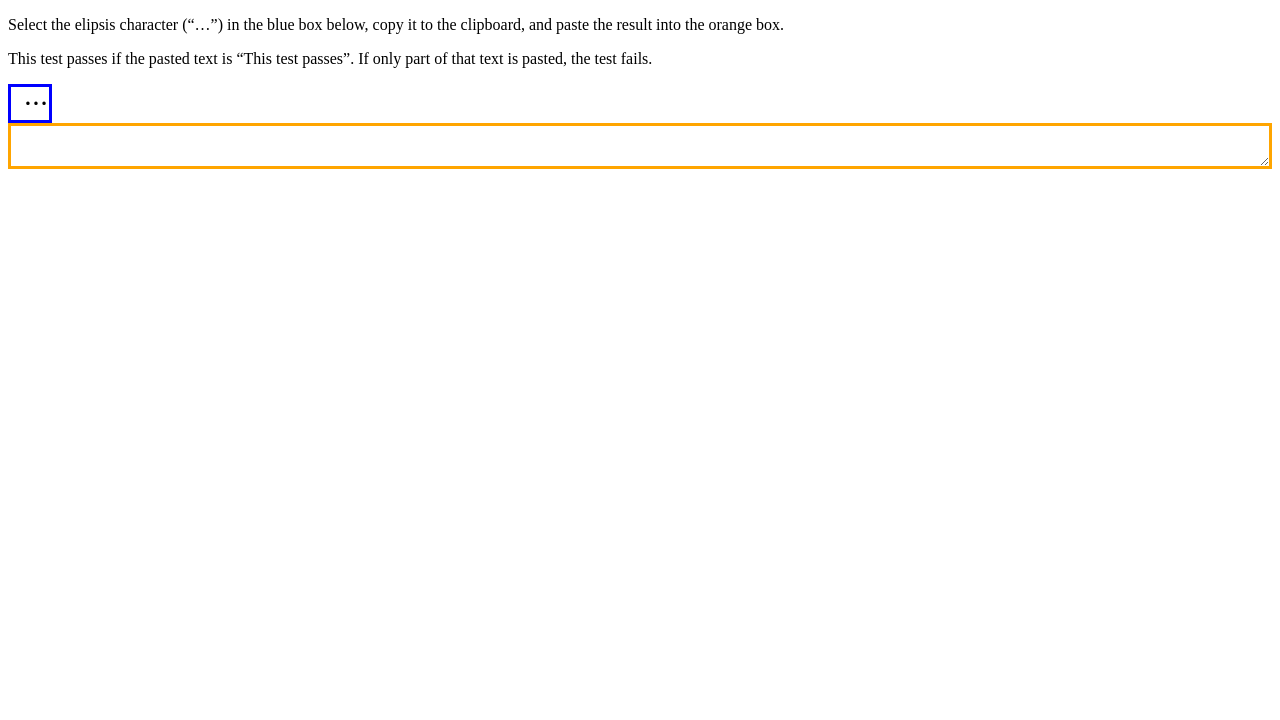 Select the elipsis character (“…”) in the blue box below, copy it to the clipboard, and paste the result into the orange box.
This test passes if the pasted text is “This test passes”. If only part of that text is pasted, the test fails.
…